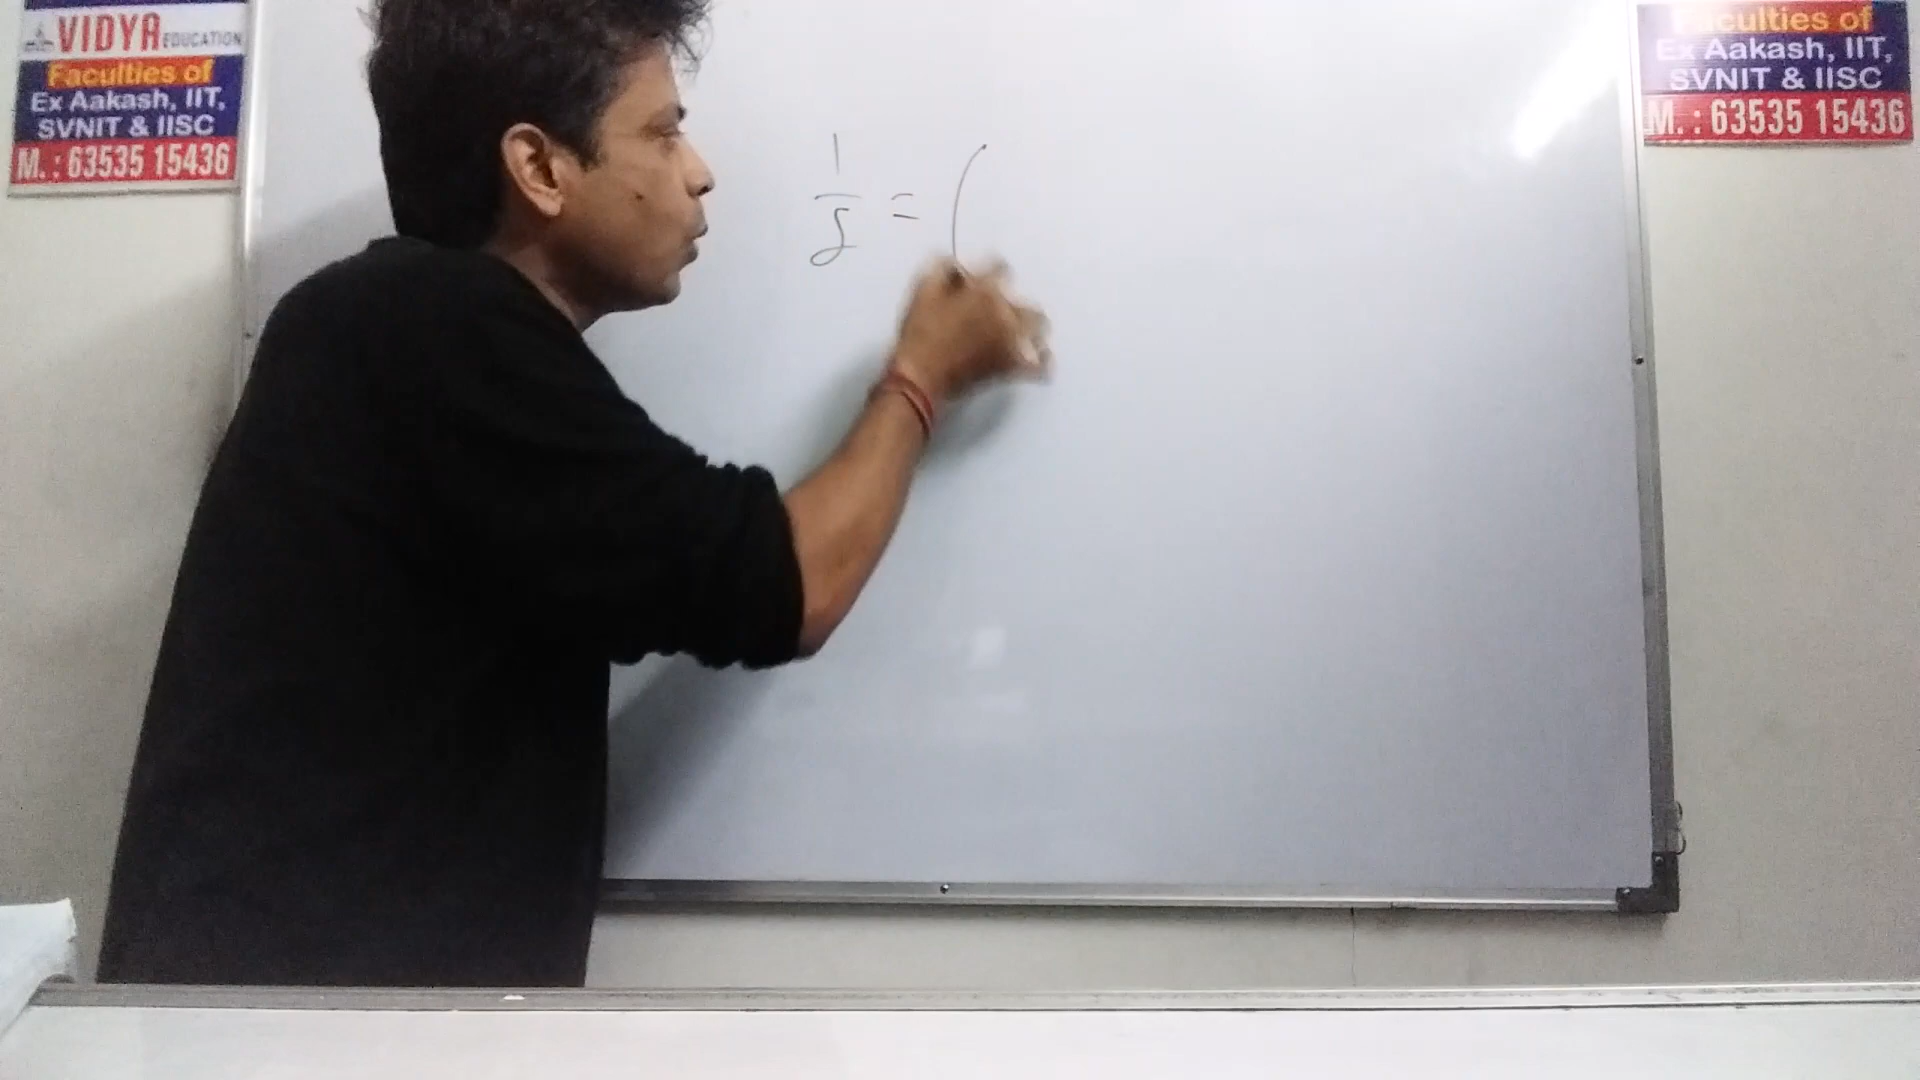 VIDYA EDUCATION
Faculties of
Ex Aakash, IIT,
SVNIT & IISC
M. : 63535 15436
Faculties of
Ex Aakash, IIT,
SVNIT & IISC
M. : 63535 15436
1
= (